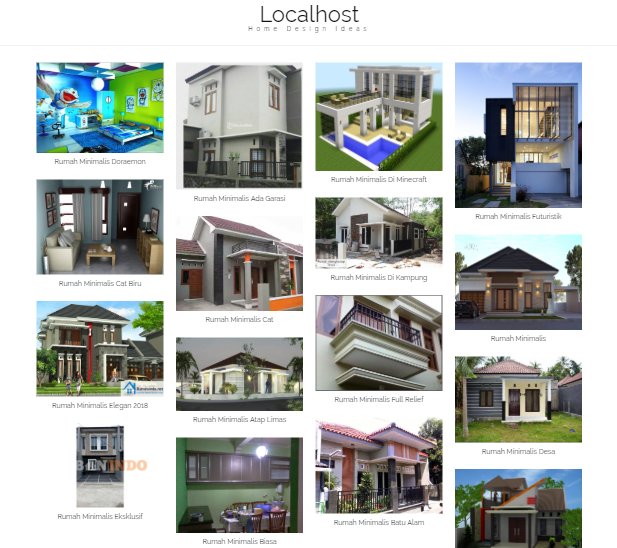 Localhost
Home Design Ideas
Rumah Minimalis Doraemon
Rumah Minimalis Cat Biru
Rumah Minimalis Elegan 2018
Rumah Minimalis Eksklusif
Rumah Minimalis Ada Garasi
Rumah Minimalis Cat
Rumah Minimalis Atap Limas
Rumah Minimalis Biasa
Rumah Minimalis Di Minecraft
Rumah Minimalis Di Kampung
Rumah Minimalis Full Relief
Rumah Minimalis Batu Alam
Rumah Minimalis Futuristik
Rumah Minimalis
Rumah Minimalis Desa